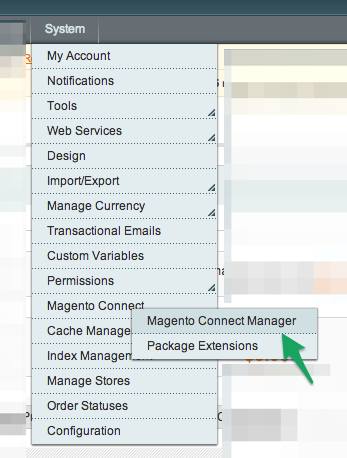 System
My Account
Notifications
Tools
Web Services
Design
Import/Export
Manage Currency
Transactional Emails
Custom Variables
Permissions
Magento Connect
Magento Connect Manager
Cache Manage
Package Extensions
Index Management
Manage Stores
Order Statuses
Configuration